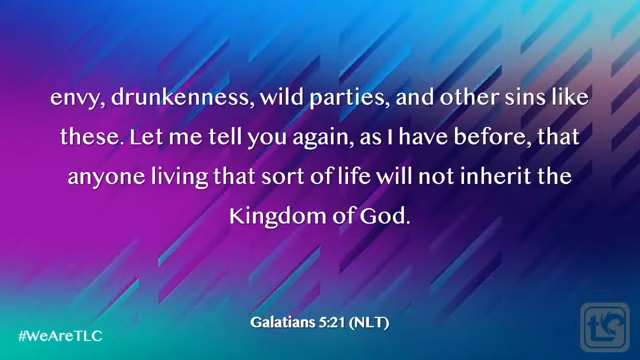 envy, drunkenness, wild parties, and other sins like
these. Let me tell you again, as I have before, that
anyone living that sort of life will not inherit the
Kingdom of God.
Galatians 5:21 (NLT)
#WeAreTLC